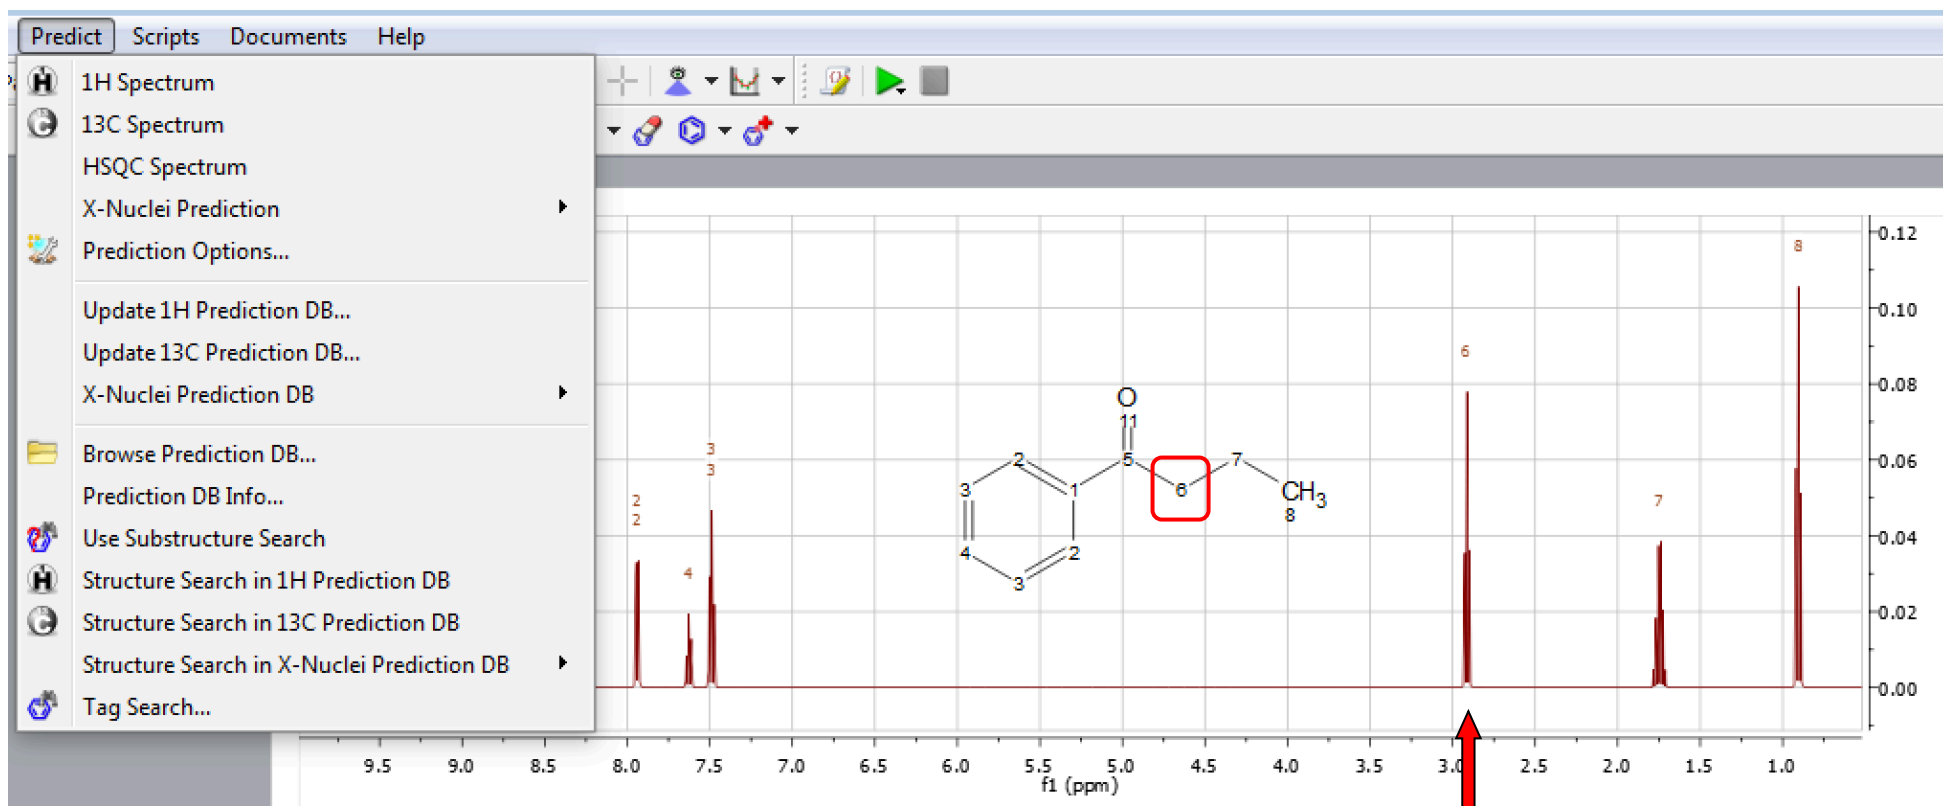 Predict Scripts Documents Help
1H Spectrum
13C Spectrum
HSQC Spectrum
X-Nuclei Prediction
Prediction Options...
Update 1H Prediction DB...
Update 13C Prediction DB...
X-Nuclei Prediction DB
Browse Prediction DB...
Prediction DB Info...
Use Substructure Search
Structure Search in 1H Prediction DB
Structure Search in 13C Prediction DB
Structure Search in X-Nuclei Prediction DB
Tag Search...
2
2
4
3
3
6
7
8
O
11
5
6
7
CH3
8
2
1
3
4
2
3
0.12
0.10
0.08
0.06
0.04
0.02
0.00
9.5 9.0 8.5 8.0 7.5 7.0 6.5 6.0 5.5 5.0 4.5 4.0 3.5 2.5 2.0 1.5 1.0
f1 (ppm)